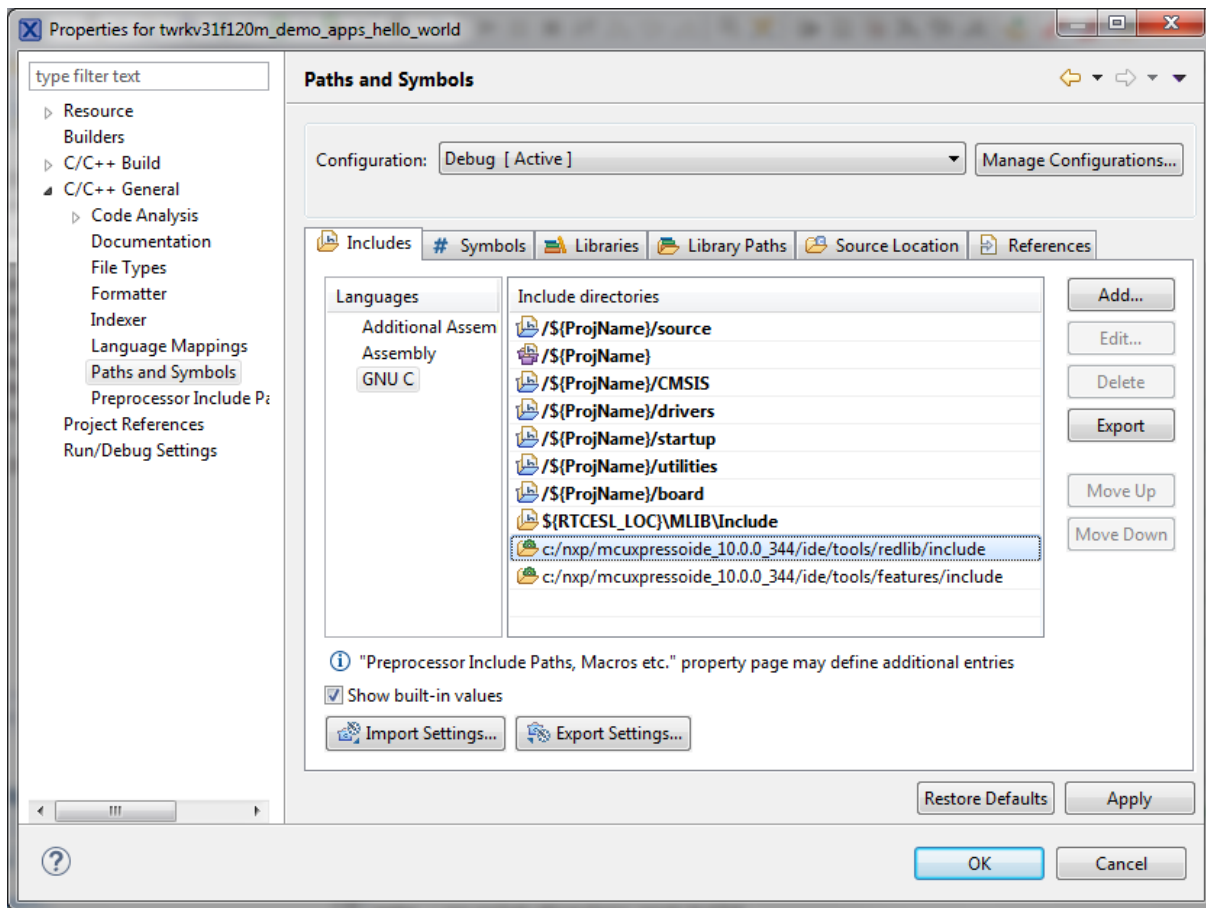 Properties for twrkv31f120m_demo_apps_hello_world
type filter text
Resource
Builders
C/C++ Build
C/C++ General
Code Analysis
Documentation
File Types
Formatter
Indexer
Language Mappings
Paths and Symbols
Preprocessor Include Pa
Project References
Run/Debug Settings
Paths and Symbols
Configuration: Debug [ Active ] Manage Configurations...
Includes # Symbols Libraries Library Paths Source Location References
Languages
Additional Assem
Assembly
GNU C
Include directories
/${ProjName}/source
/${ProjName}
/${ProjName}/CMSIS
/${ProjName}/drivers
/${ProjName}/startup
/${ProjName}/utilities
/${ProjName}/board
${RTCESL_LOC}\MLIB\Include
c:/nxp/mcuxpressoide_10.0.0_344/ide/tools/redlib/include
c:/nxp/mcuxpressoide_10.0.0_344/ide/tools/features/include
Add...
Edit...
Delete
Export
Move Up
Move Down
"Preprocessor Include Paths, Macros etc." property page may define additional entries
Show built-in values
Import Settings... Export Settings...
Restore Defaults Apply
OK Cancel